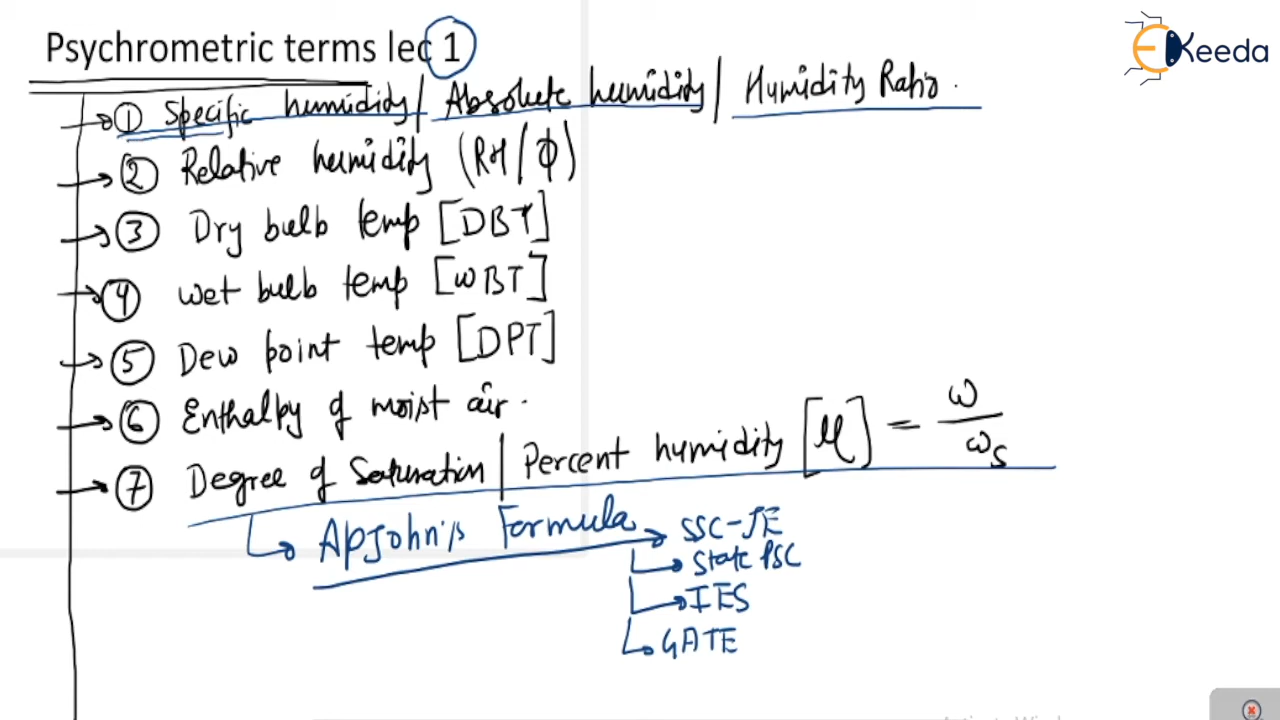 Psychrometric terms lec 1
EKeeda
① Specific humidity / Absolute humidity / Humidity Ratio.
② Relative humidity (RH / Φ)
③ Dry bulb temp [DBT]
④ Wet bulb temp [WBT]
⑤ Dew point temp [DPT]
⑥ Enthalpy of moist air.
⑦ Degree of Saturation | Percent humidity [μ] = ω / ωs
Apjohn's Formula
SSC-JE
State PSC
IES
GATE